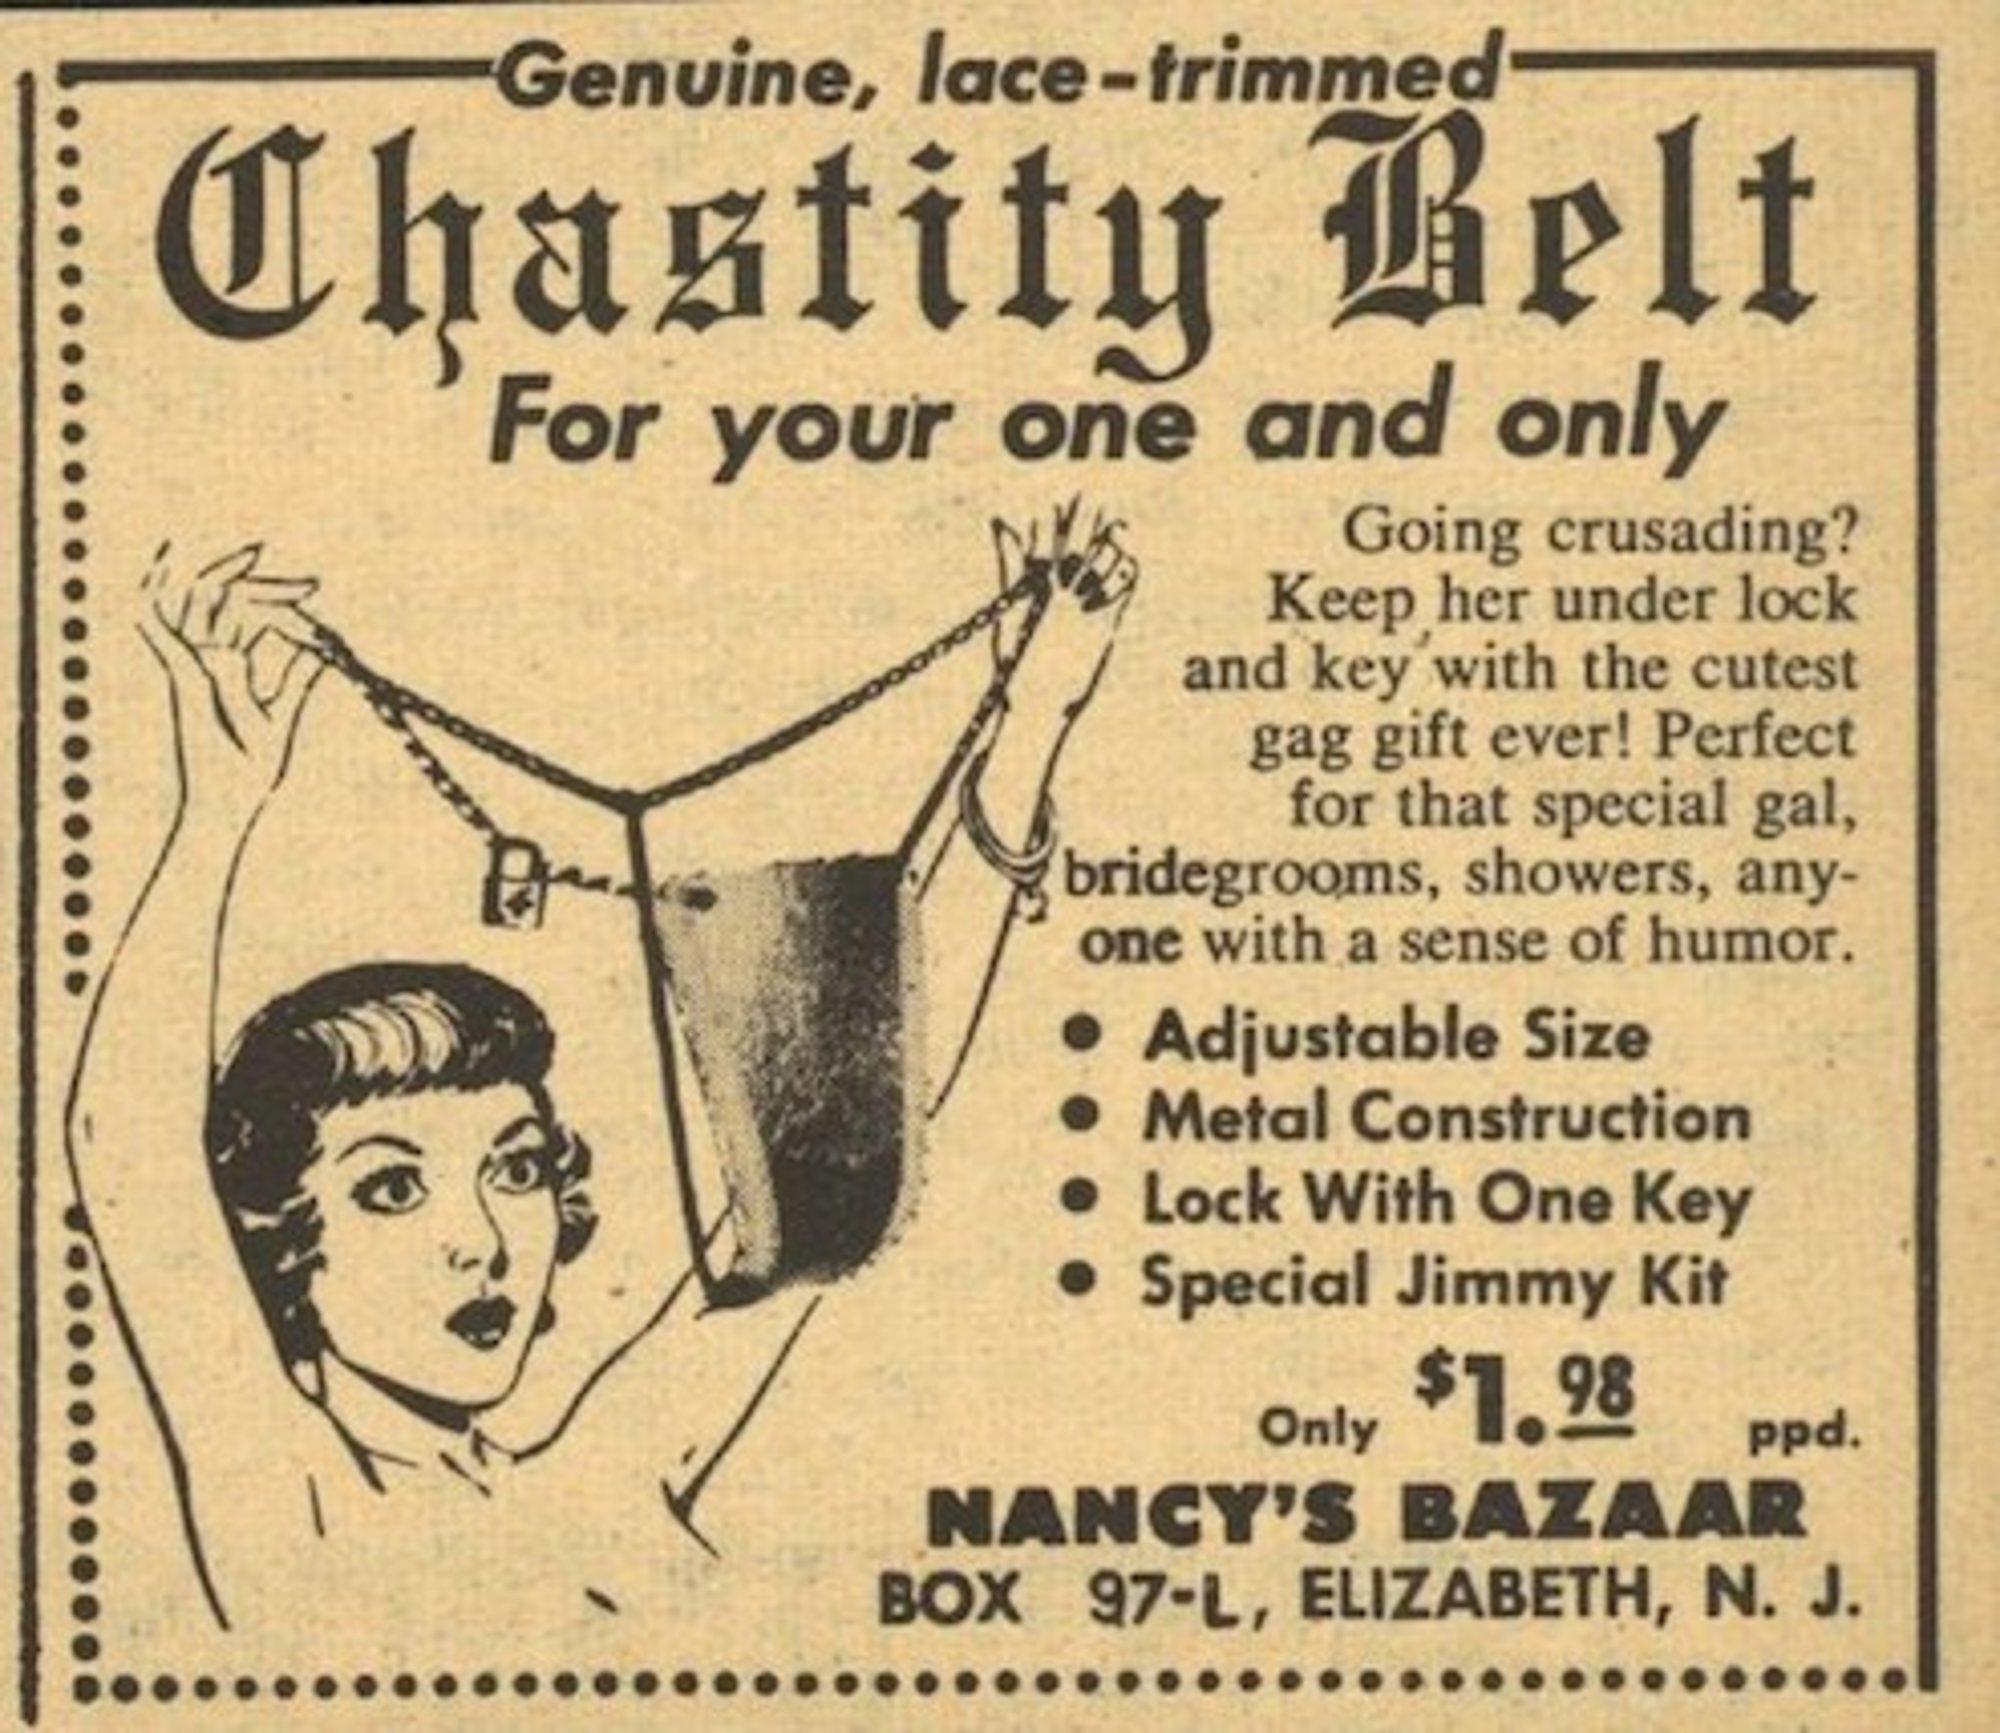 Genuine, lace-trimmed
Chastity Belt
For your one and only
Going crusading?
Keep her under lock
and key with the cutest
gag gift ever! Perfect
for that special gal,
bridegrooms, showers, any-
one with a sense of humor.
• Adjustable Size
• Metal Construction
• Lock With One Key
• Special Jimmy Kit
Only $1.98 ppd.
NANCY'S BAZAAR
BOX 97-L, ELIZABETH, N. J.